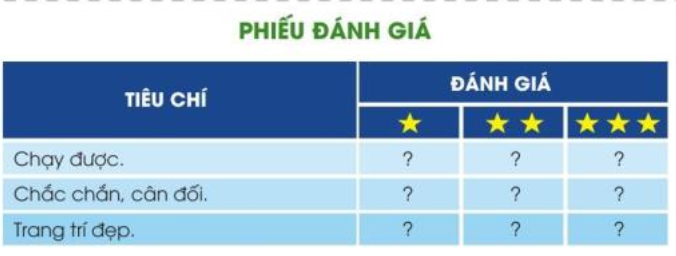 PHIẾU ĐÁNH GIÁ
TIÊU CHÍ
ĐÁNH GIÁ
Chạy được. ? ? ?
Chắc chắn, cân đối. ? ? ?
Trang trí đẹp. ? ? ?